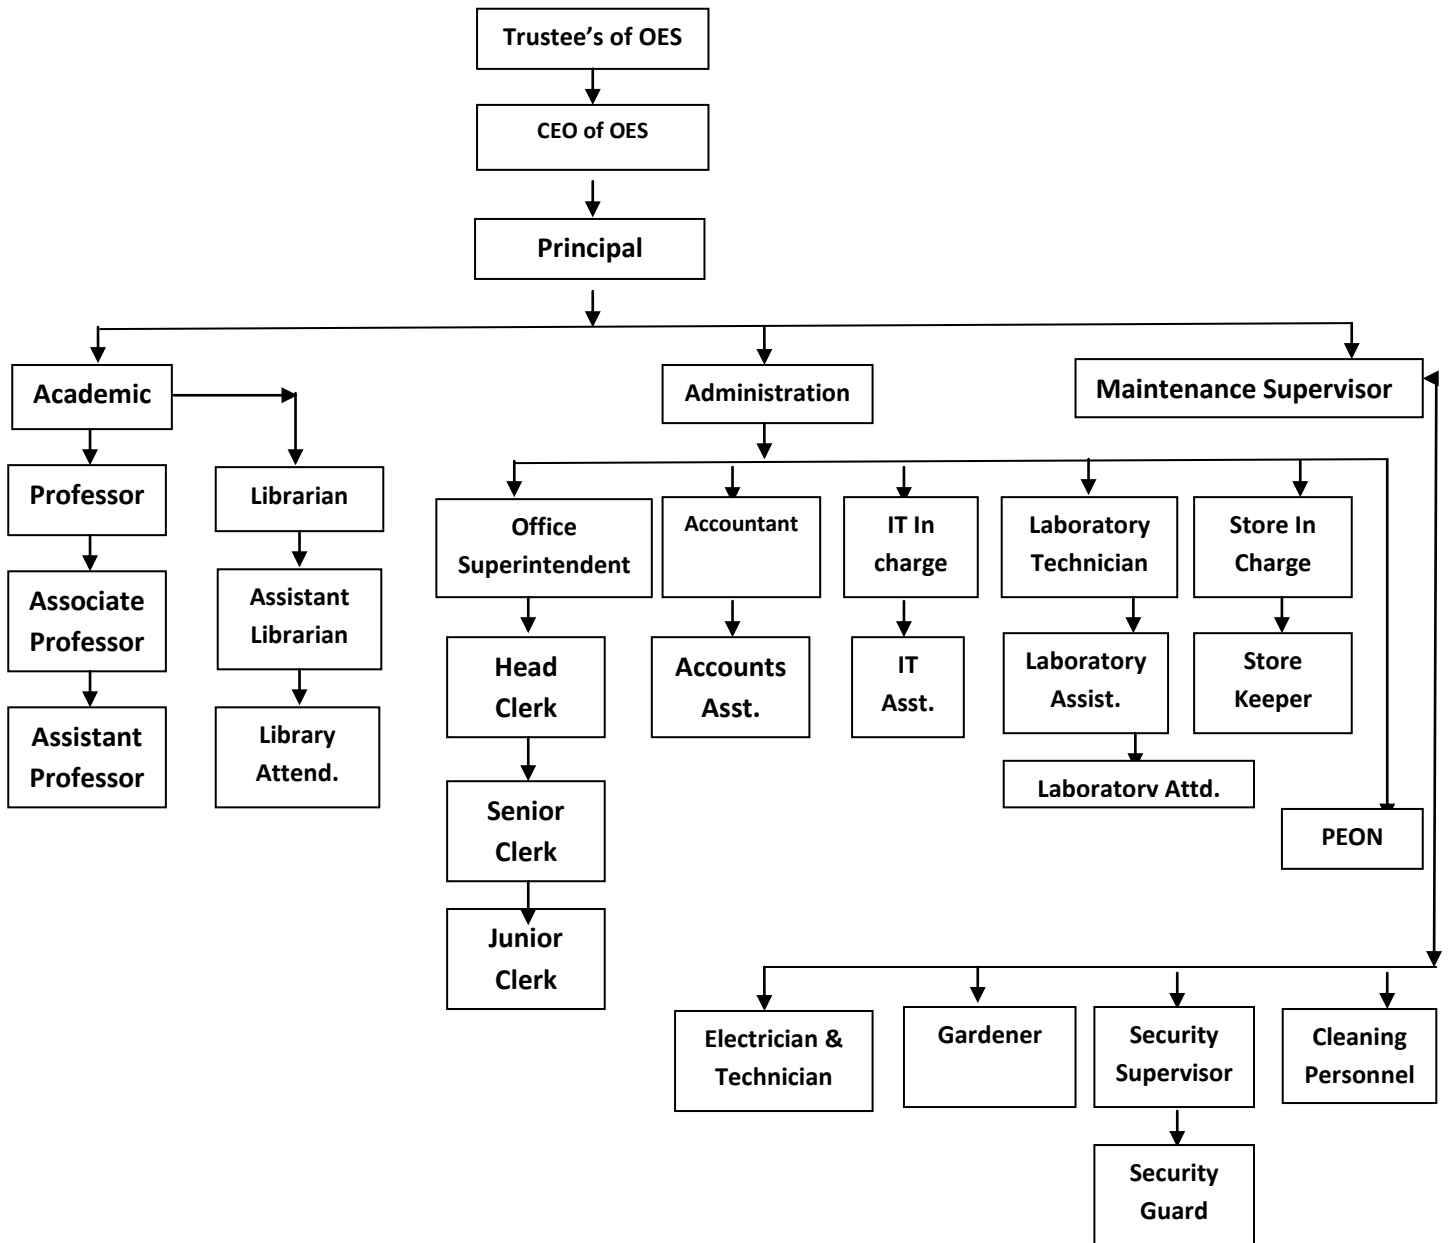 Trustee’s of OES
CEO of OES
Principal
Academic
Administration
Maintenance Supervisor
Professor
Librarian
Office
Superintendent
Accountant
IT In
charge
Laboratory
Technician
Store In
Charge
Associate
Professor
Assistant
Librarian
Head
Clerk
Accounts
Asst.
IT
Asst.
Laboratory
Assist.
Store
Keeper
Assistant
Professor
Library
Attend.
Senior
Clerk
Laboratory Attd.
PEON
Junior
Clerk
Electrician &
Technician
Gardener
Security
Supervisor
Cleaning
Personnel
Security
Guard